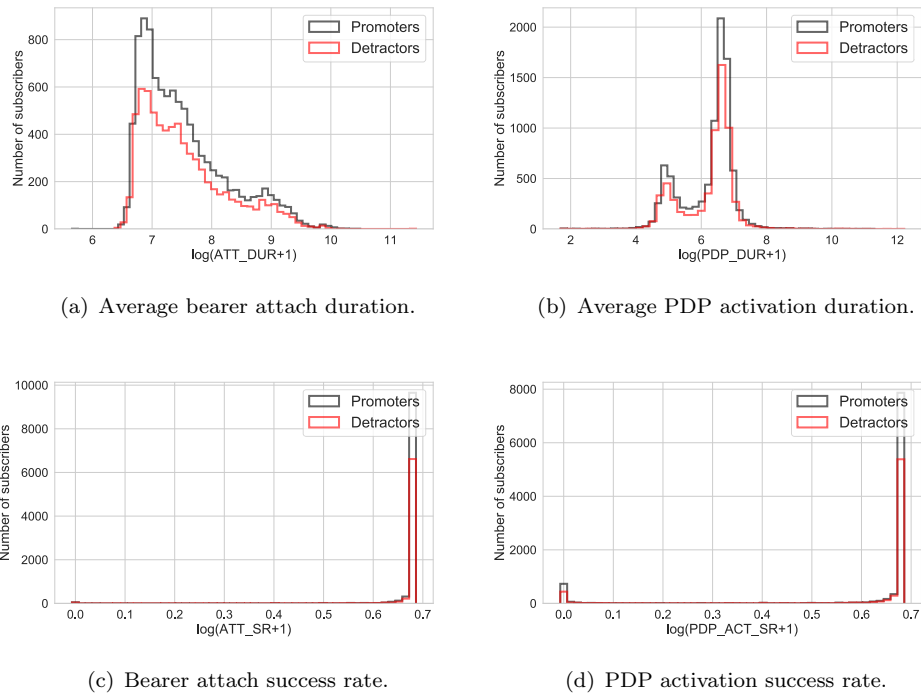 Promoters
Detractors
800
600
400
200
0
Number of subscribers
6 7 8 9 10 11
log(ATT_DUR+1)
(a) Average bearer attach duration.
Promoters
Detractors
2000
1500
1000
500
0
Number of subscribers
2 4 6 8 10 12
log(PDP_DUR+1)
(b) Average PDP activation duration.
Promoters
Detractors
10000
8000
6000
4000
2000
0
Number of subscribers
0.0 0.1 0.2 0.3 0.4 0.5 0.6 0.7
log(ATT_SR+1)
(c) Bearer attach success rate.
Promoters
Detractors
8000
6000
4000
2000
0
Number of subscribers
0.0 0.1 0.2 0.3 0.4 0.5 0.6 0.7
log(PDP_ACT_SR+1)
(d) PDP activation success rate.